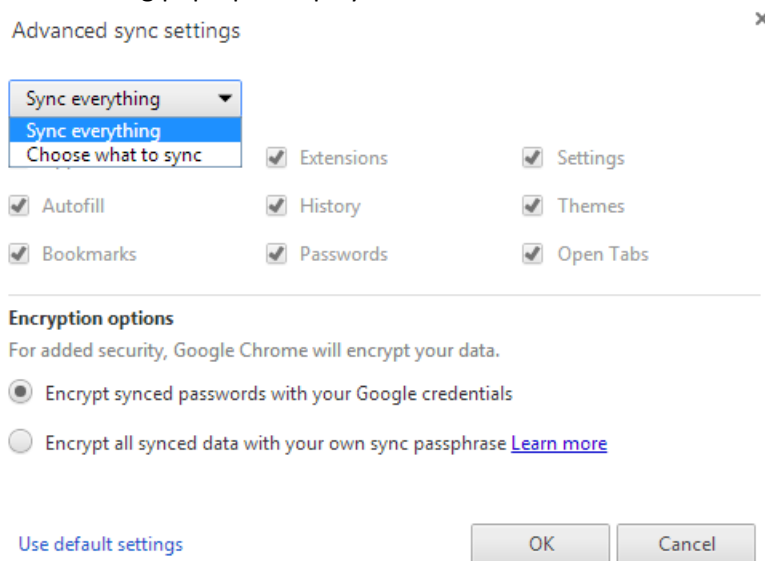 Advanced sync settings
Sync everything
Sync everything
Choose what to sync
Extensions
Settings
Autofill
History
Themes
Bookmarks
Passwords
Open Tabs
Encryption options
For added security, Google Chrome will encrypt your data.
Encrypt synced passwords with your Google credentials
Encrypt all synced data with your own sync passphrase Learn more
Use default settings
OK
Cancel